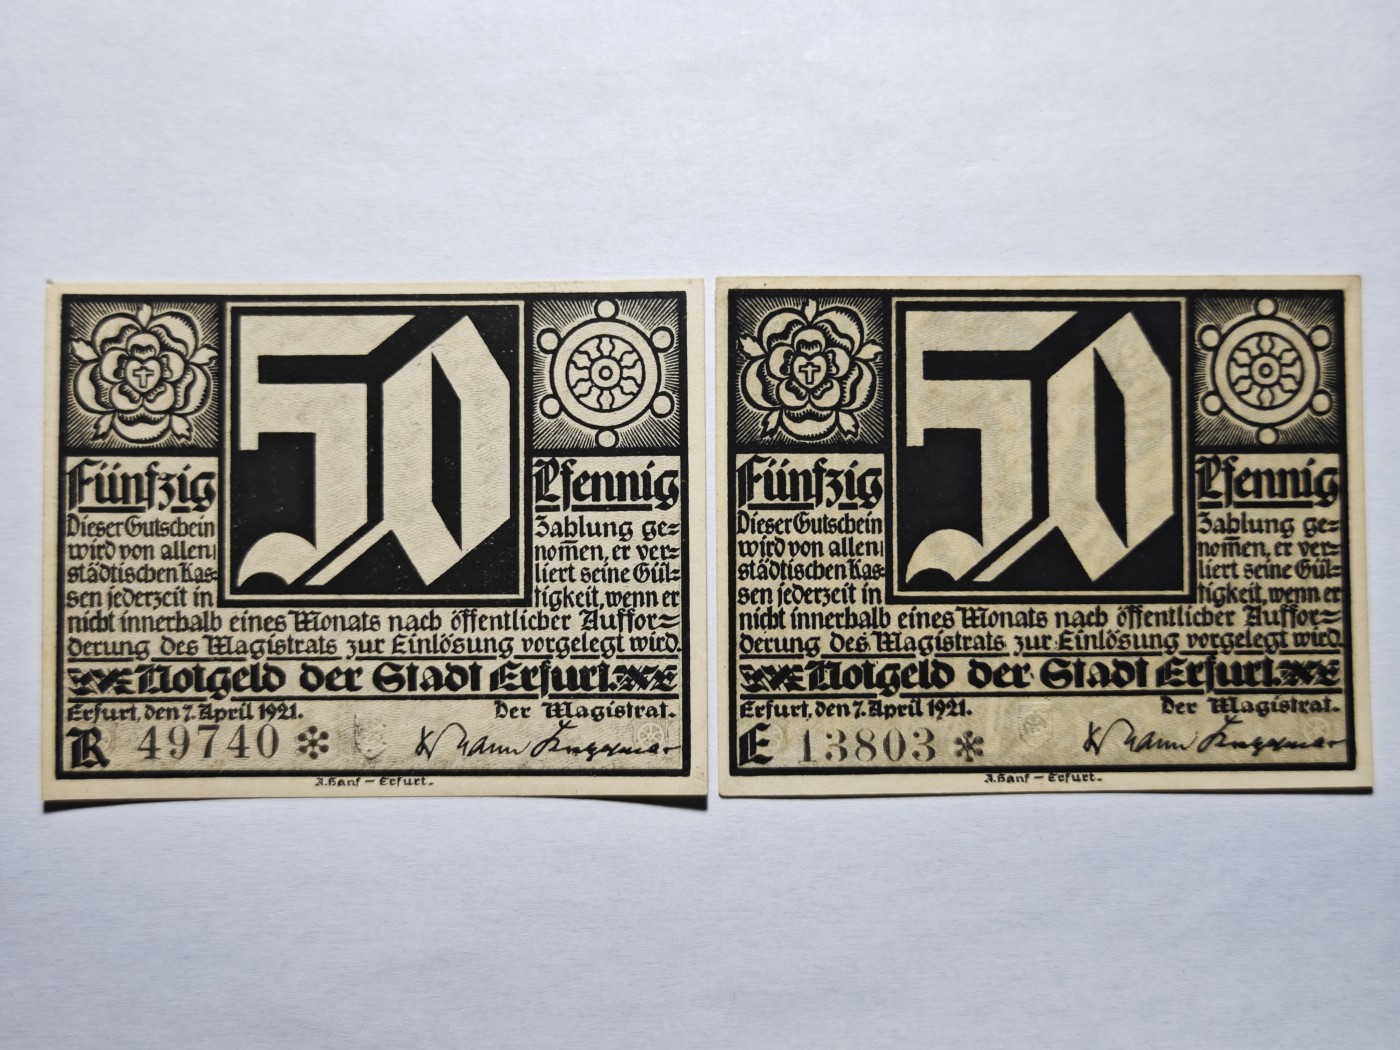 50
Fünfzig
Pfennig
Dieser Gutschein
wird von allen
städtischen Kas=
sen jederzeit in
Zahlung ge=
nom̄en, er ver=
liert seine Gül=
tigkeit, wenn er
nicht innerhalb eines Monats nach öffentlicher Auffor=
derung des Magistrats zur Einlösung vorgelegt wird.
Notgeld der Stadt Erfurt.
Erfurt, den 7. April 1921.
Der Magistrat.
R 49740 *
A. Hanf – Erfurt.
50
Fünfzig
Pfennig
Dieser Gutschein
wird von allen
städtischen Kas=
sen jederzeit in
Zahlung ge=
nom̄en, er ver=
liert seine Gül=
tigkeit, wenn er
nicht innerhalb eines Monats nach öffentlicher Auffor=
derung des Magistrats zur Einlösung vorgelegt wird.
Notgeld der Stadt Erfurt.
Erfurt, den 7. April 1921.
Der Magistrat.
E 13803 *
A. Hanf – Erfurt.